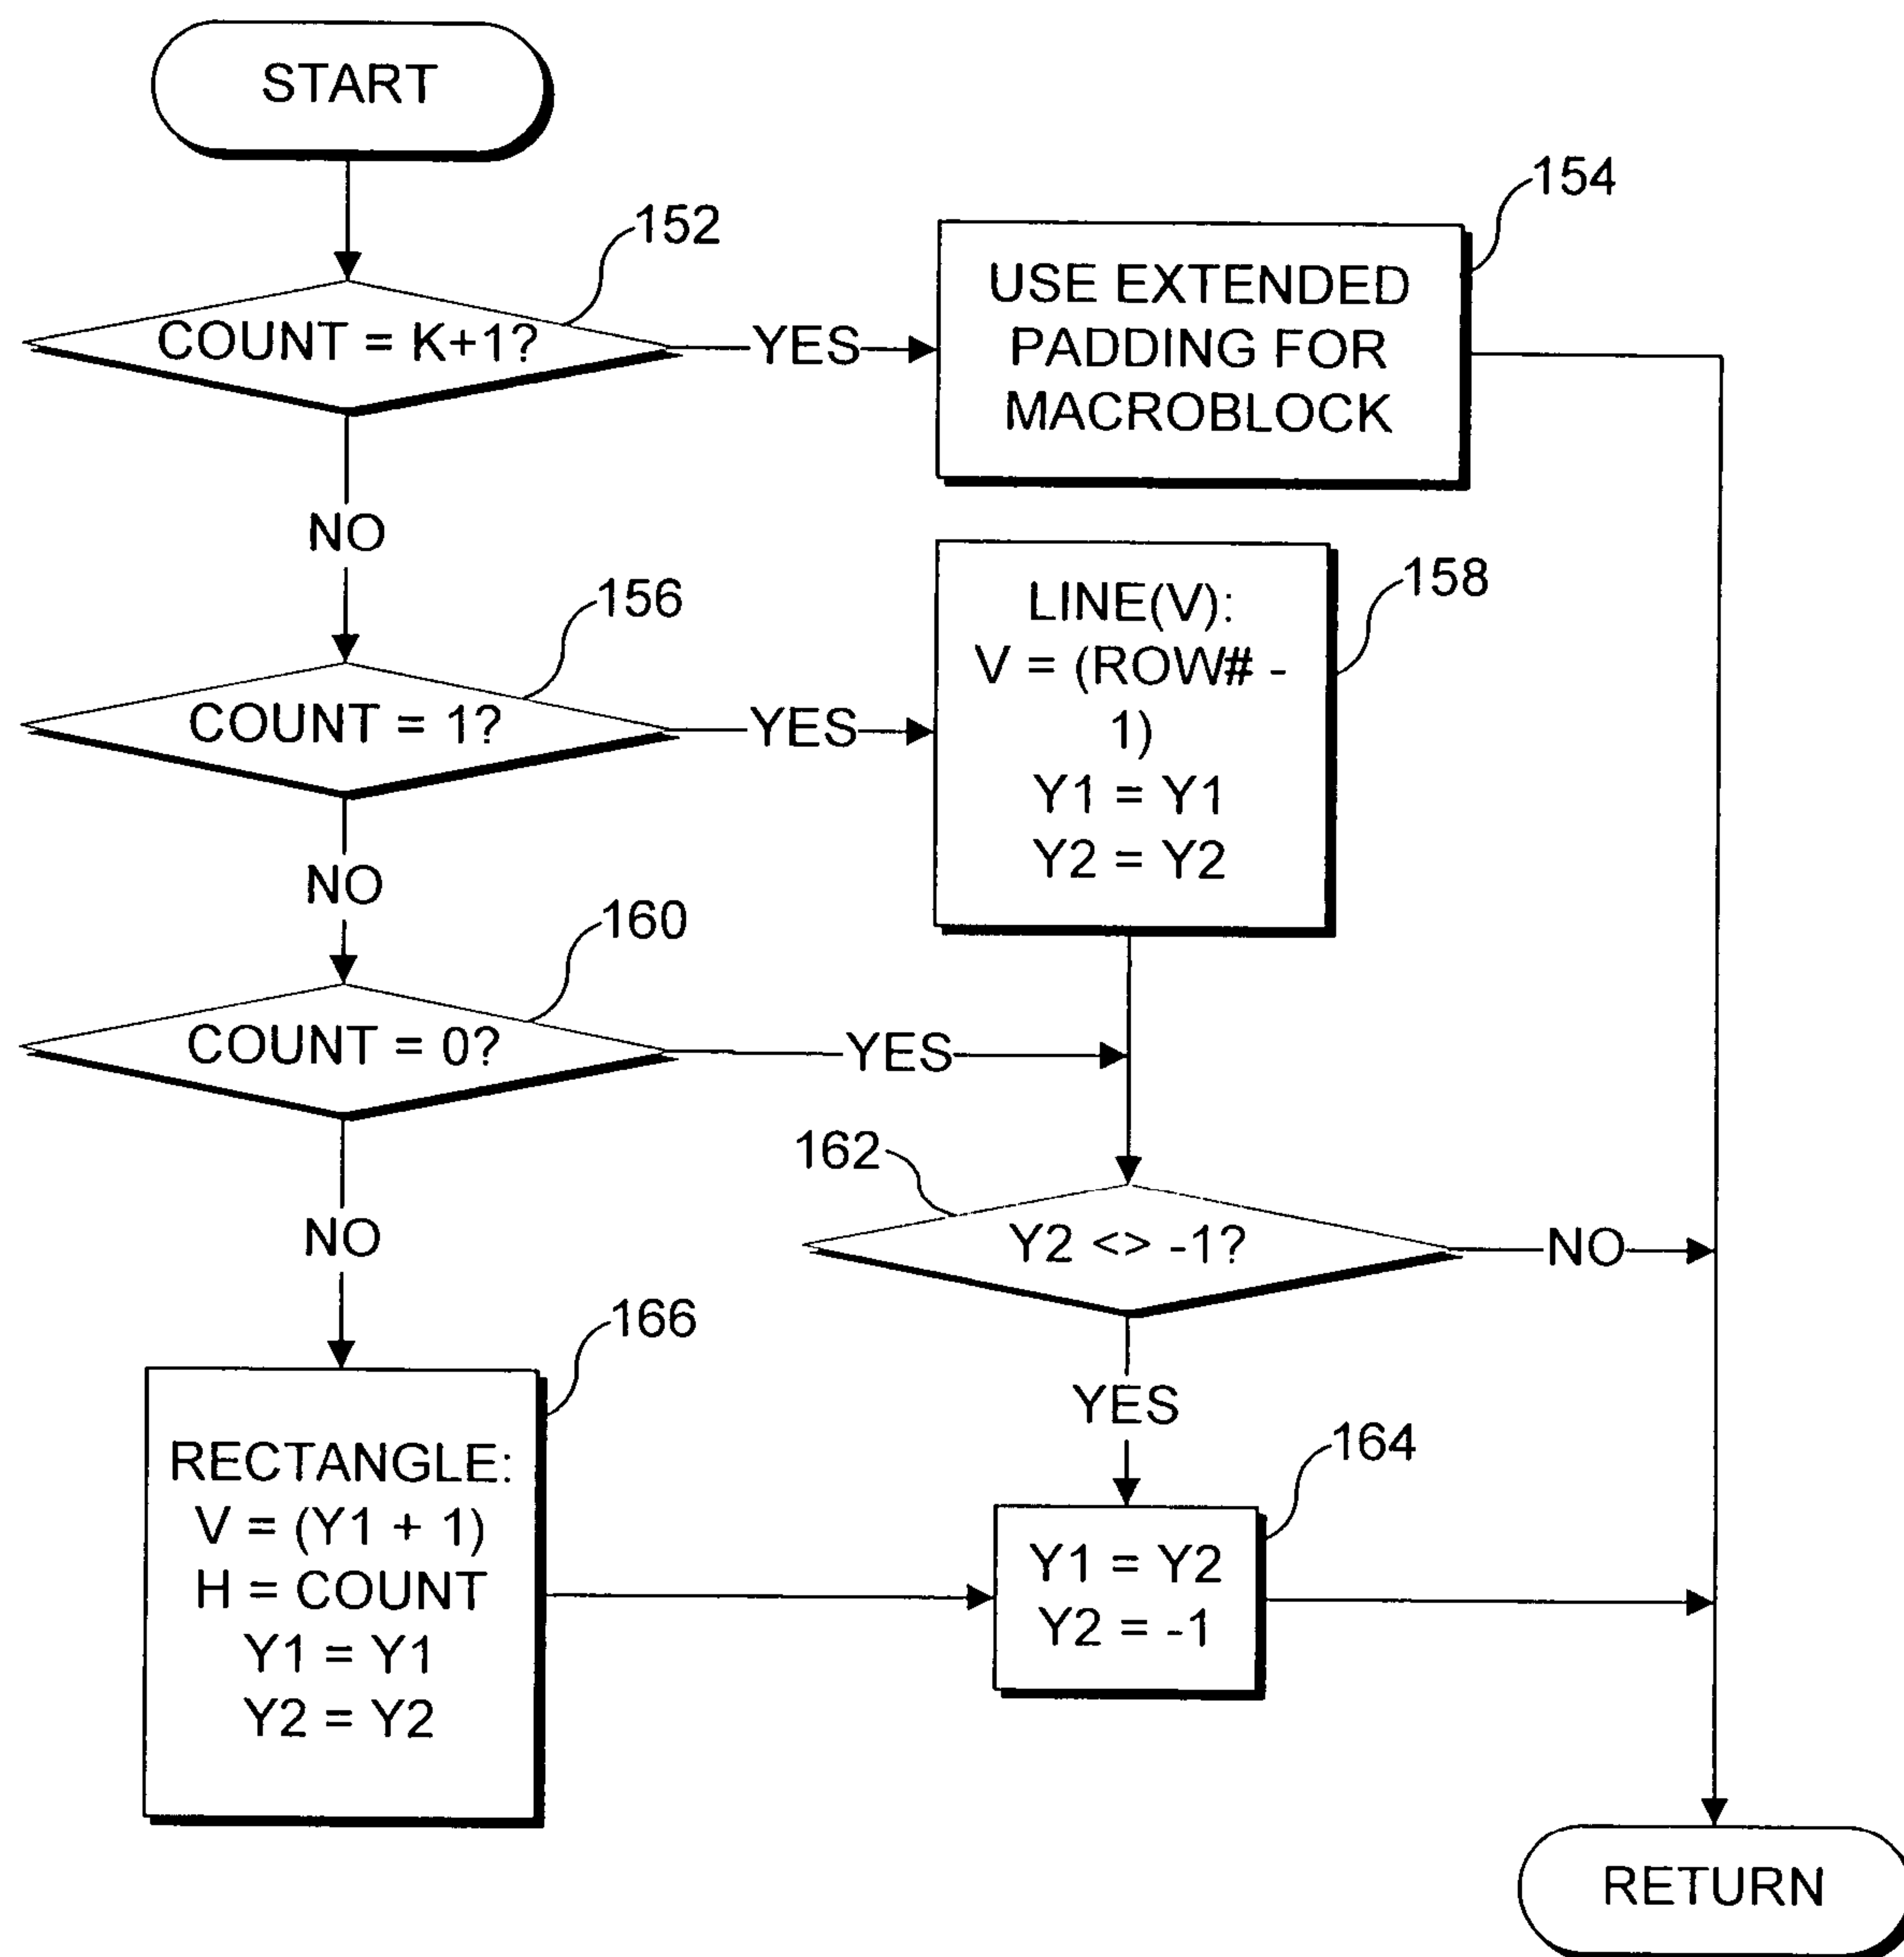 START
152
COUNT = K+1?
YES
154
USE EXTENDED
PADDING FOR
MACROBLOCK
NO
156
COUNT = 1?
YES
158
LINE(V):
V = (ROW# -
1)
Y1 = Y1
Y2 = Y2
NO
160
COUNT = 0?
YES
162
Y2 <> -1?
NO
NO
166
RECTANGLE:
V = (Y1 + 1)
H = COUNT
Y1 = Y1
Y2 = Y2
YES
164
Y1 = Y2
Y2 = -1
RETURN